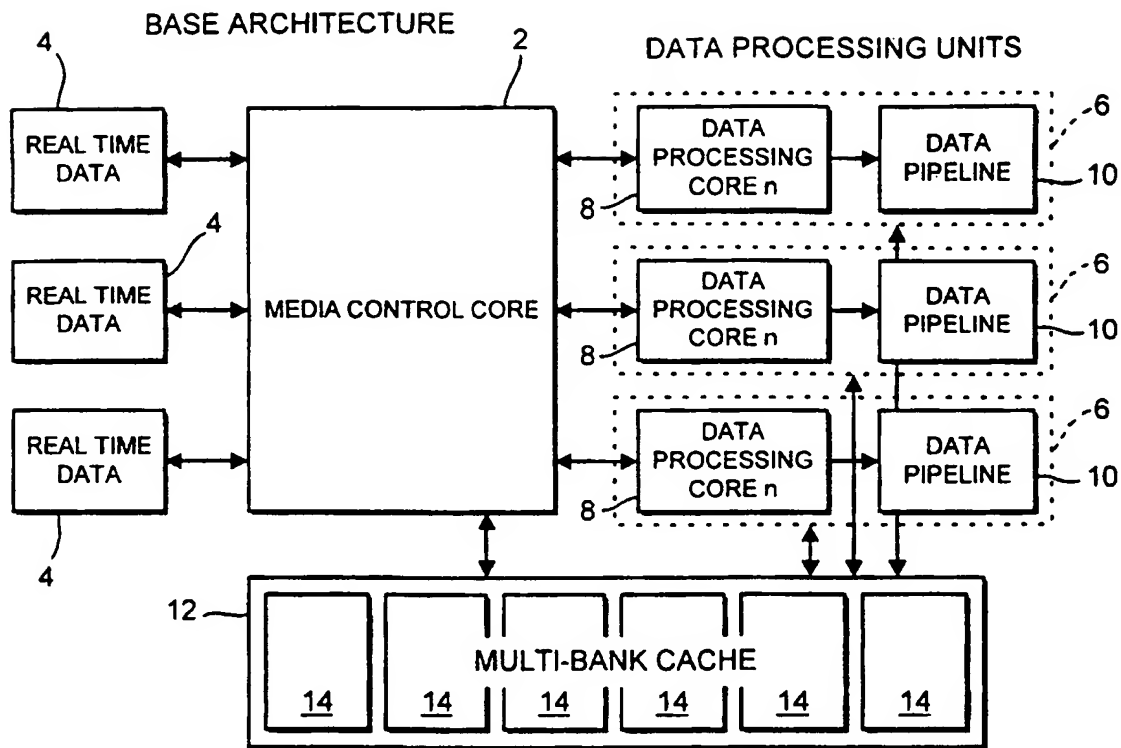 BASE ARCHITECTURE
DATA PROCESSING UNITS
4
2
REAL TIME
DATA
MEDIA CONTROL CORE
DATA
PROCESSING
CORE n
8
DATA
PIPELINE
6
10
4
REAL TIME
DATA
DATA
PROCESSING
CORE n
8
DATA
PIPELINE
6
10
REAL TIME
DATA
4
DATA
PROCESSING
CORE n
8
DATA
PIPELINE
6
10
12
MULTI-BANK CACHE
14 14 14 14 14 14